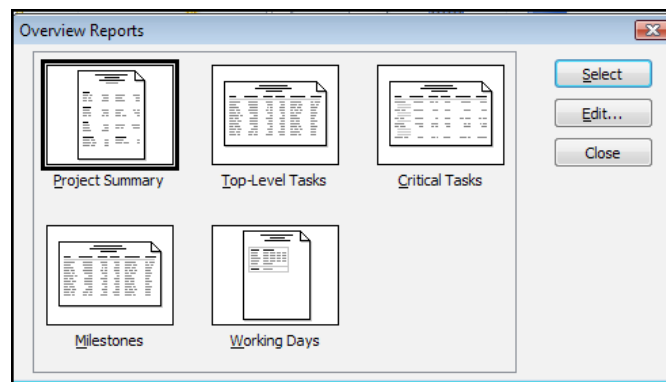 Overview Reports
Select
Edit...
Close
Project Summary
Top-Level Tasks
Critical Tasks
Milestones
Working Days